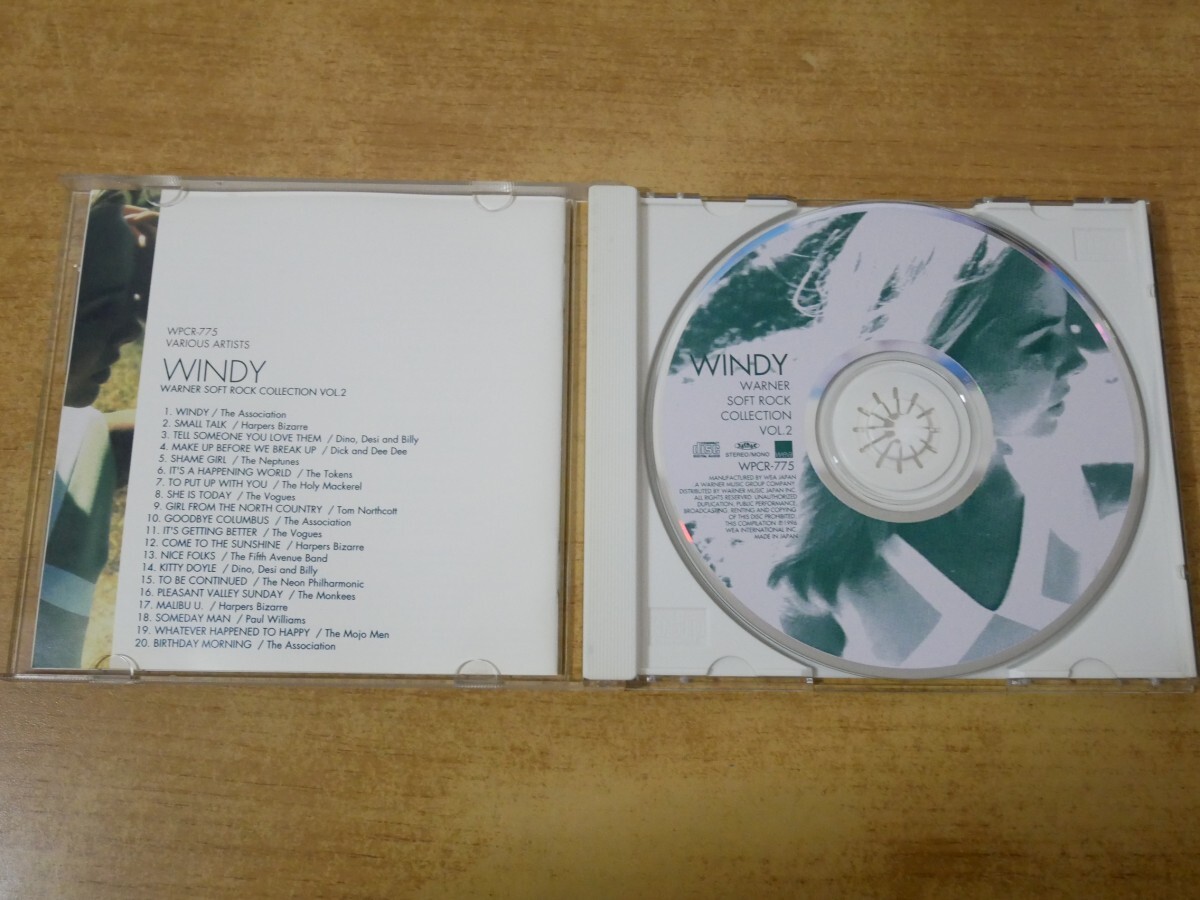 WPCR-775
VARIOUS ARTISTS
WINDY
WARNER SOFT ROCK COLLECTION VOL.2
1. WINDY / The Association
2. SMALL TALK / Harpers Bizarre
3. TELL SOMEONE YOU LOVE THEM / Dino, Desi and Billy
4. MAKE UP BEFORE WE BREAK UP / Dick and Dee Dee
5. SHAME GIRL / The Neptunes
6. IT'S A HAPPENING WORLD / The Tokens
7. TO PUT UP WITH YOU / The Holy Mackerel
8. SHE IS TODAY / The Vogues
9. GIRL FROM THE NORTH COUNTRY / Tom Northcott
10. GOODBYE COLUMBUS / The Association
11. IT'S GETTING BETTER / The Vogues
12. COME TO THE SUNSHINE / Harpers Bizarre
13. NICE FOLKS / The Fifth Avenue Band
14. KITTY DOYLE / Dino, Desi and Billy
15. TO BE CONTINUED / The Neon Philharmonic
16. PLEASANT VALLEY SUNDAY / The Monkees
17. MALIBU U. / Harpers Bizarre
18. SOMEDAY MAN / Paul Williams
19. WHATEVER HAPPENED TO HAPPY / The Mojo Men
20. BIRTHDAY MORNING / The Association
WINDY
WARNER
SOFT ROCK
COLLECTION
VOL.2
STEREO/MONO
WPCR-775
MANUFACTURED BY WEA JAPAN
A WARNER MUSIC GROUP COMPANY.
DISTRIBUTED BY WARNER MUSIC JAPAN INC.
ALL RIGHTS RESERVED. UNAUTHORIZED
DUPLICATION, PUBLIC PERFORMANCE,
BROADCASTING, RENTING AND COPYING
OF THIS DISC PROHIBITED.
THIS COMPILATION ℗1996
WEA INTERNATIONAL INC.
MADE IN JAPAN